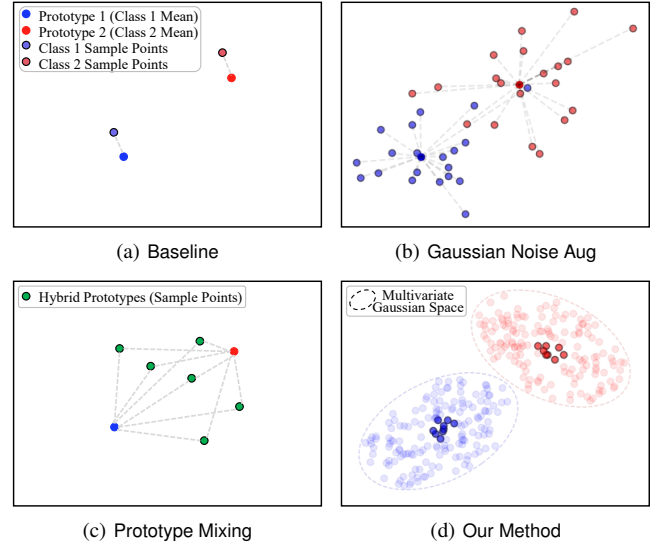 Prototype 1 (Class 1 Mean)
Prototype 2 (Class 2 Mean)
Class 1 Sample Points
Class 2 Sample Points
(a) Baseline
(b) Gaussian Noise Aug
Hybrid Prototypes (Sample Points)
Multivariate
Gaussian Space
(c) Prototype Mixing
(d) Our Method